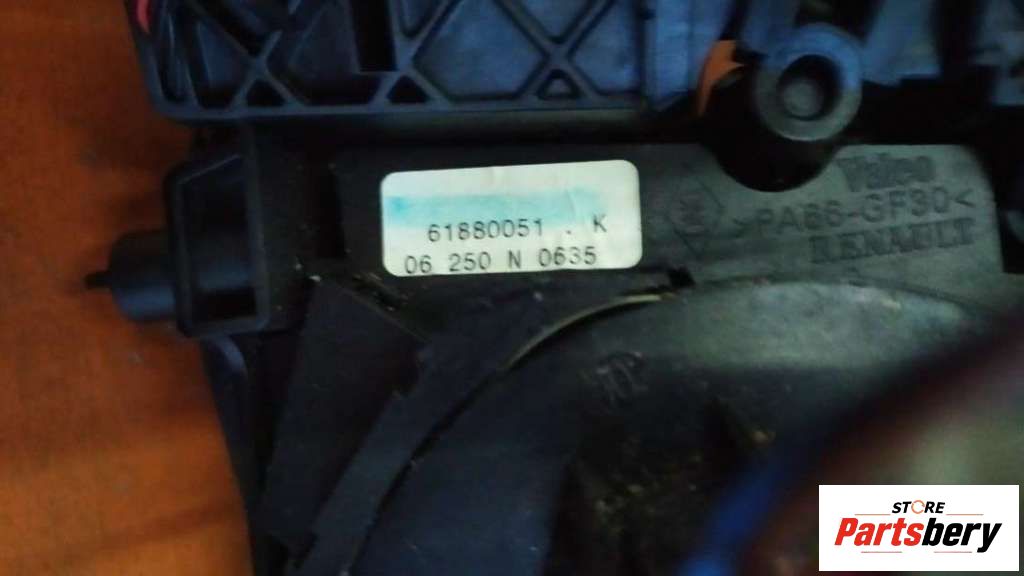 61880051 . K
06 250 N 0635
Valeo
>PA66-GF30<
RENAULT
STORE
Partsbery